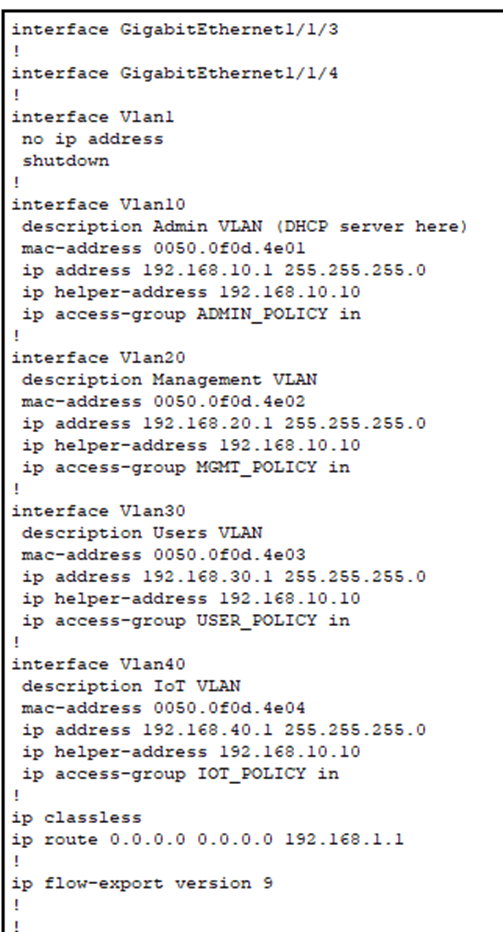 interface GigabitEthernet1/1/3
!
interface GigabitEthernet1/1/4
!
interface Vlan1
 no ip address
 shutdown
!
interface Vlan10
 description Admin VLAN (DHCP server here)
 mac-address 0050.0f0d.4e01
 ip address 192.168.10.1 255.255.255.0
 ip helper-address 192.168.10.10
 ip access-group ADMIN_POLICY in
!
interface Vlan20
 description Management VLAN
 mac-address 0050.0f0d.4e02
 ip address 192.168.20.1 255.255.255.0
 ip helper-address 192.168.10.10
 ip access-group MGMT_POLICY in
!
interface Vlan30
 description Users VLAN
 mac-address 0050.0f0d.4e03
 ip address 192.168.30.1 255.255.255.0
 ip helper-address 192.168.10.10
 ip access-group USER_POLICY in
!
interface Vlan40
 description IoT VLAN
 mac-address 0050.0f0d.4e04
 ip address 192.168.40.1 255.255.255.0
 ip helper-address 192.168.10.10
 ip access-group IOT_POLICY in
!
ip classless
ip route 0.0.0.0 0.0.0.0 192.168.1.1
!
ip flow-export version 9
!
!